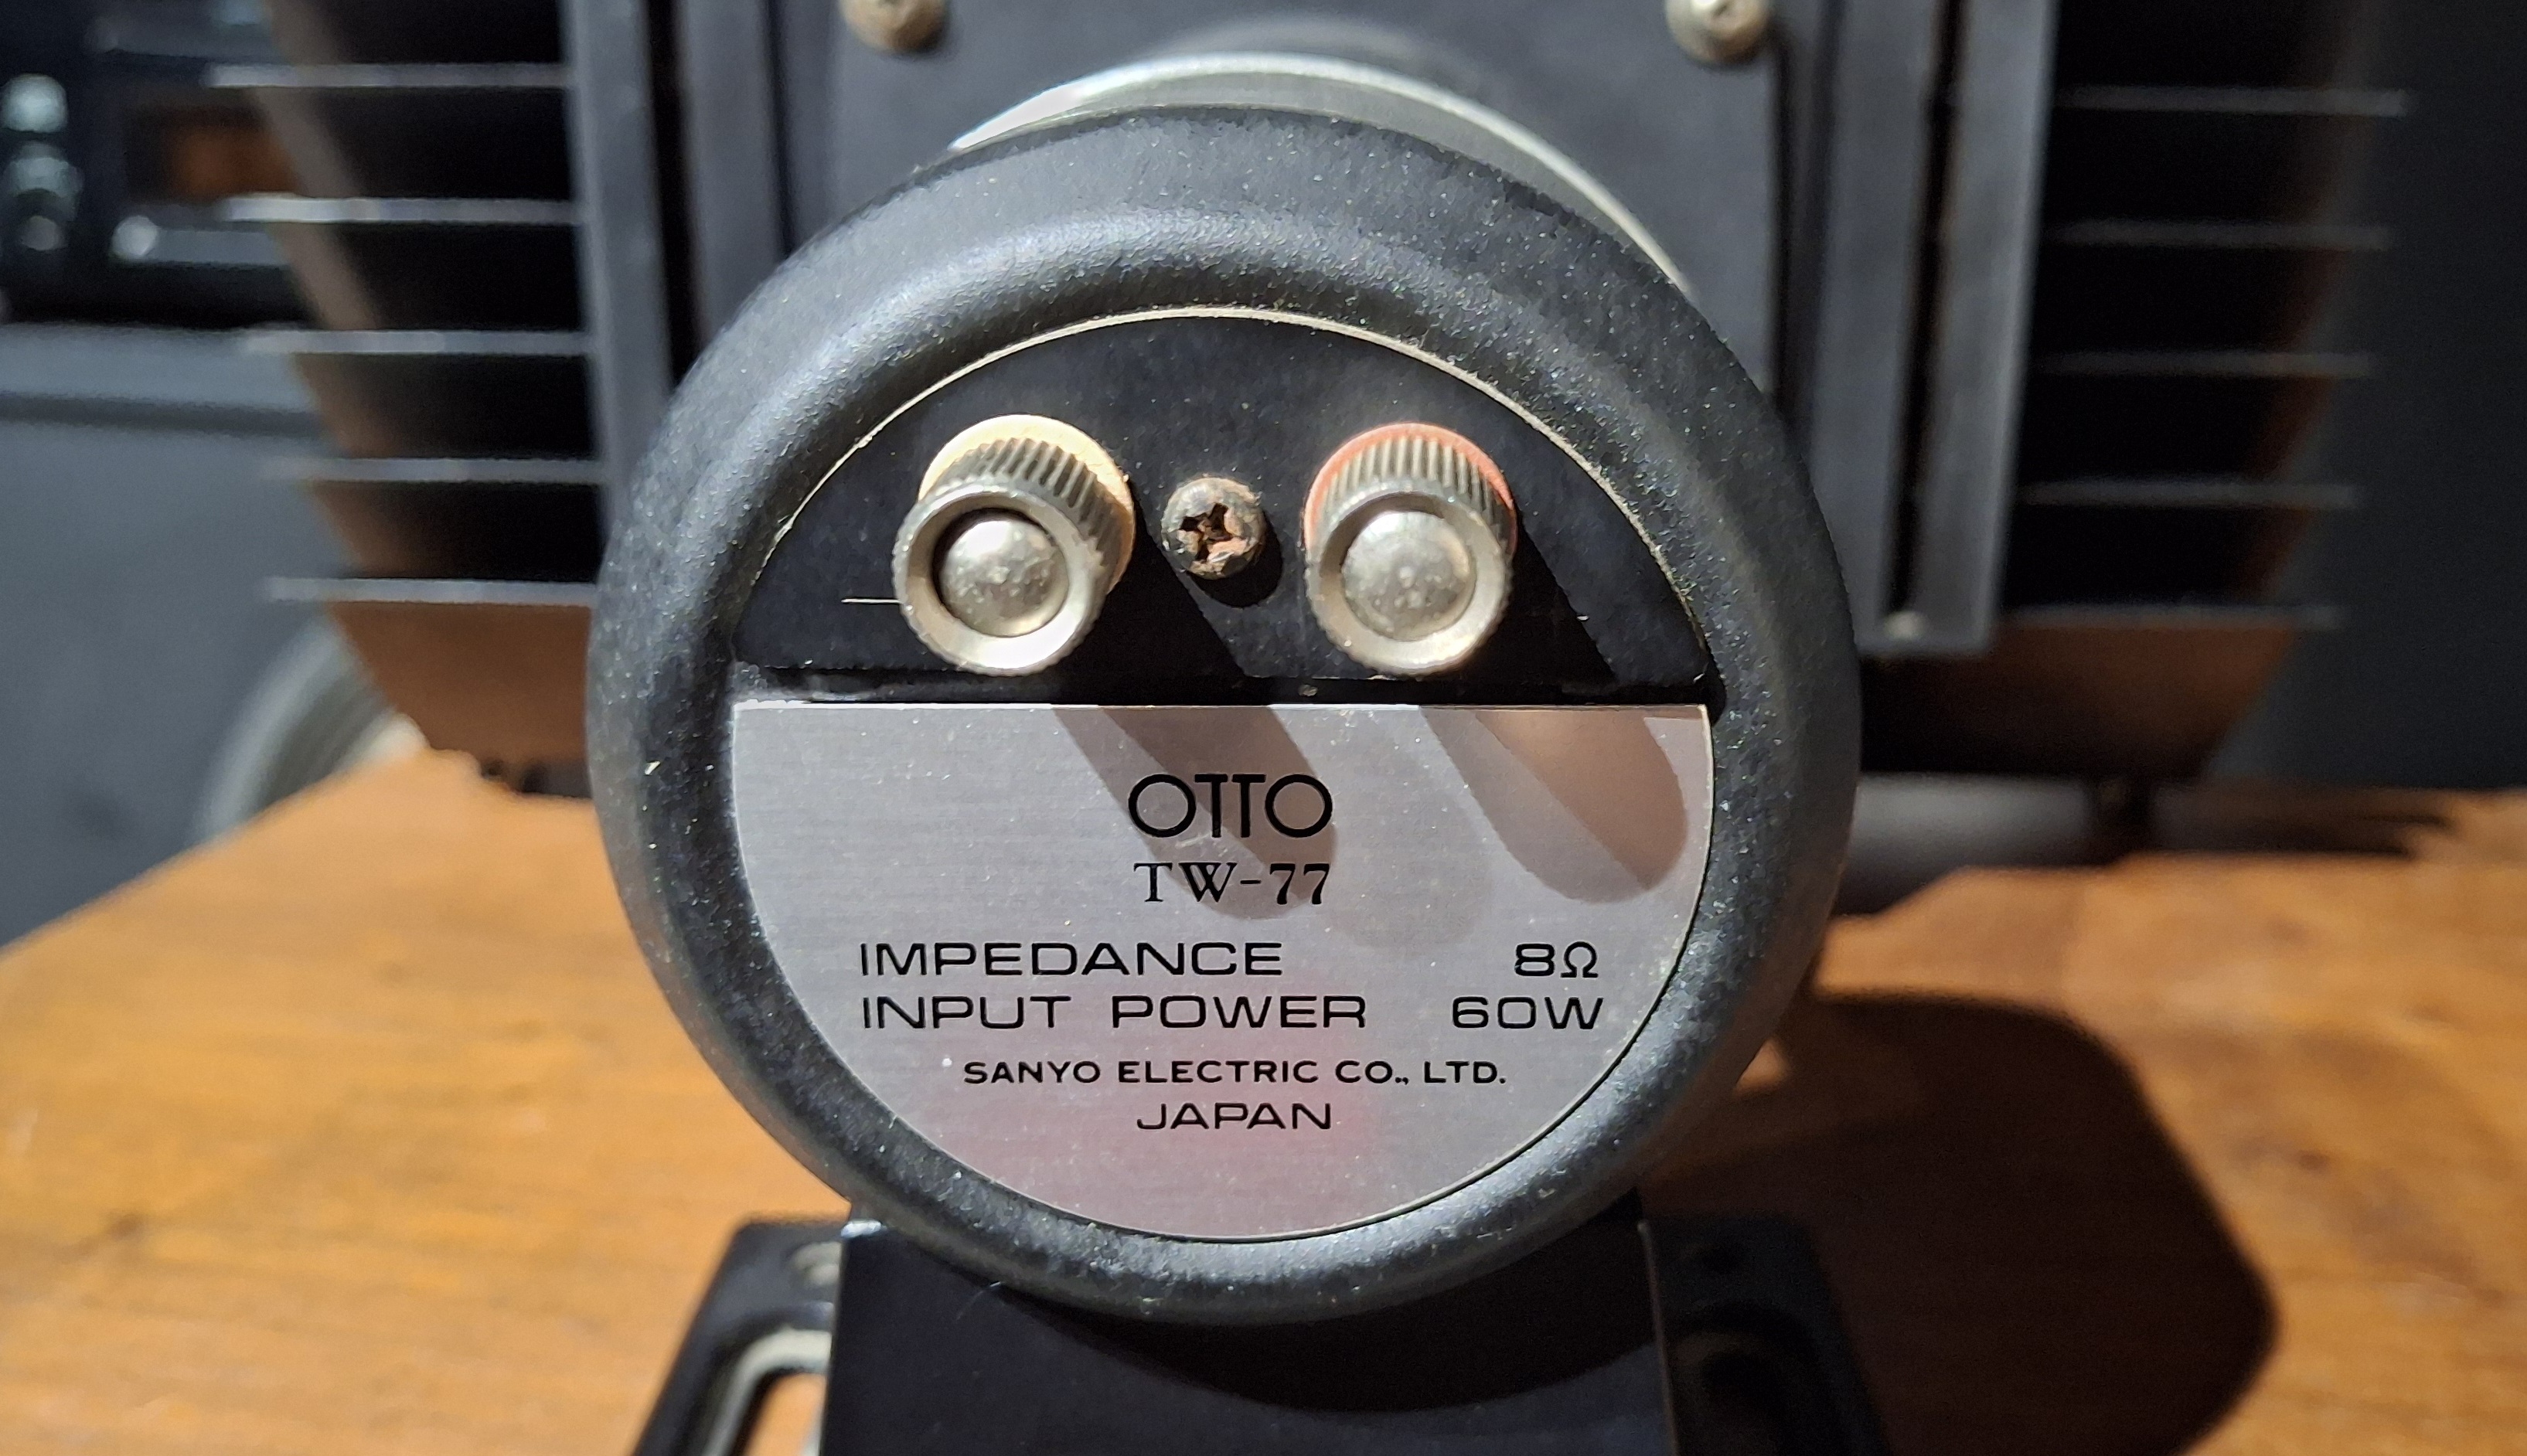 OTTO
TW-77
IMPEDANCE 8Ω
INPUT POWER 60W
SANYO ELECTRIC CO., LTD.
JAPAN